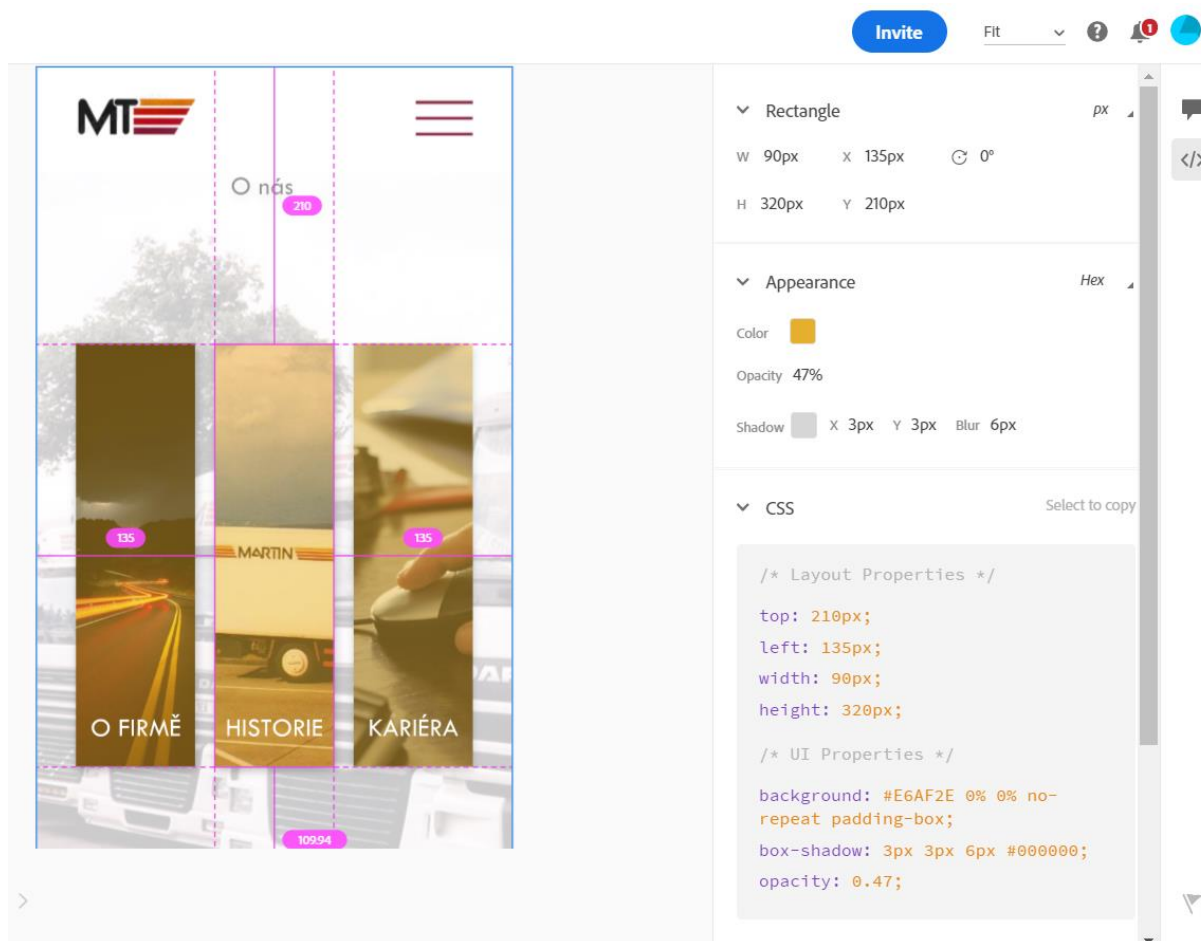 Invite
Fit
?
1
MT
O nás
210
135
135
MARTIN
O FIRMĚ
HISTORIE
KARIÉRA
10994
Rectangle
px
W 90px X 135px 0°
H 320px Y 210px
Appearance
Hex
Color
Opacity 47%
Shadow X 3px Y 3px Blur 6px
CSS
Select to copy
/* Layout Properties */
top: 210px;
left: 135px;
width: 90px;
height: 320px;
/* UI Properties */
background: #E6AF2E 0% 0% no-
repeat padding-box;
box-shadow: 3px 3px 6px #000000;
opacity: 0.47;